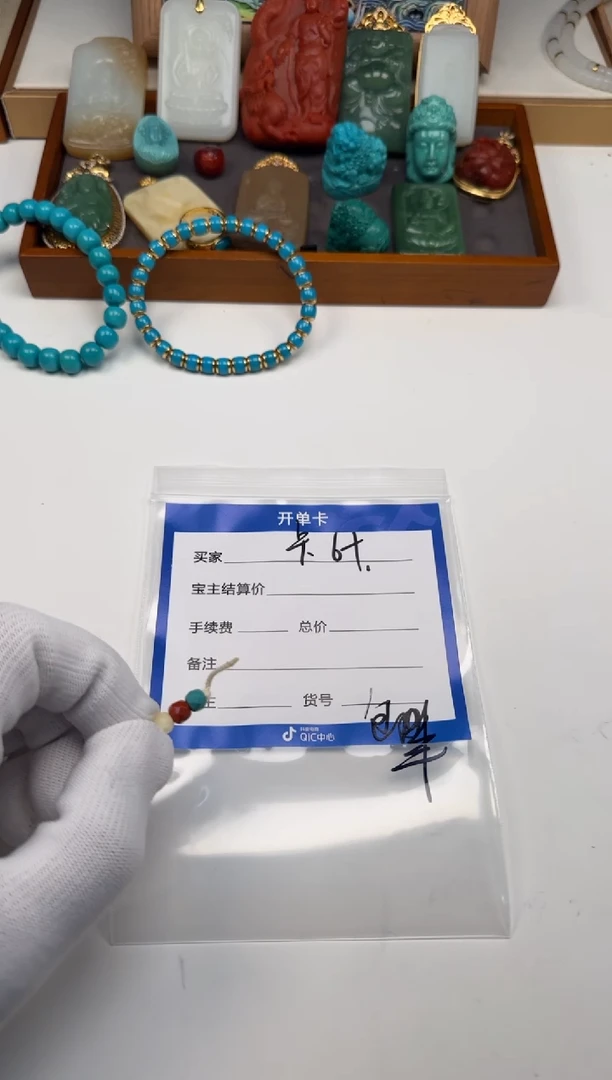 开单卡
买家
宝主结算价
手续费 总价
备注
主 货号
抖音电商
QIC中心